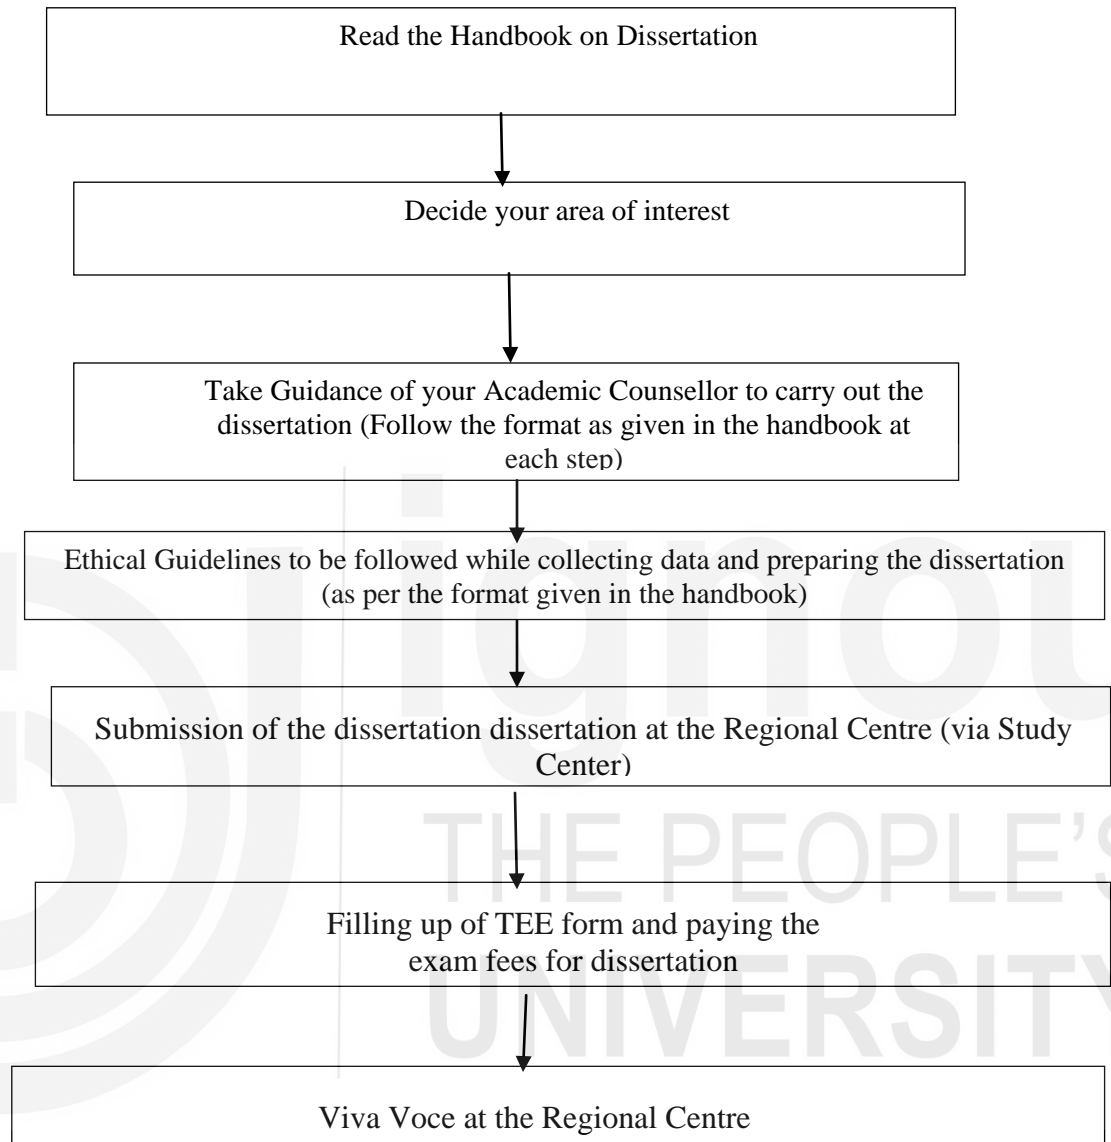 Read the Handbook on Dissertation
Decide your area of interest
Take Guidance of your Academic Counsellor to carry out the
dissertation (Follow the format as given in the handbook at
each step)
Ethical Guidelines to be followed while collecting data and preparing the dissertation
(as per the format given in the handbook)
Submission of the dissertation dissertation at the Regional Centre (via Study
Center)
Filling up of TEE form and paying the
exam fees for dissertation
Viva Voce at the Regional Centre
ignou
THE PEOPLE'S
UNIVERSITY